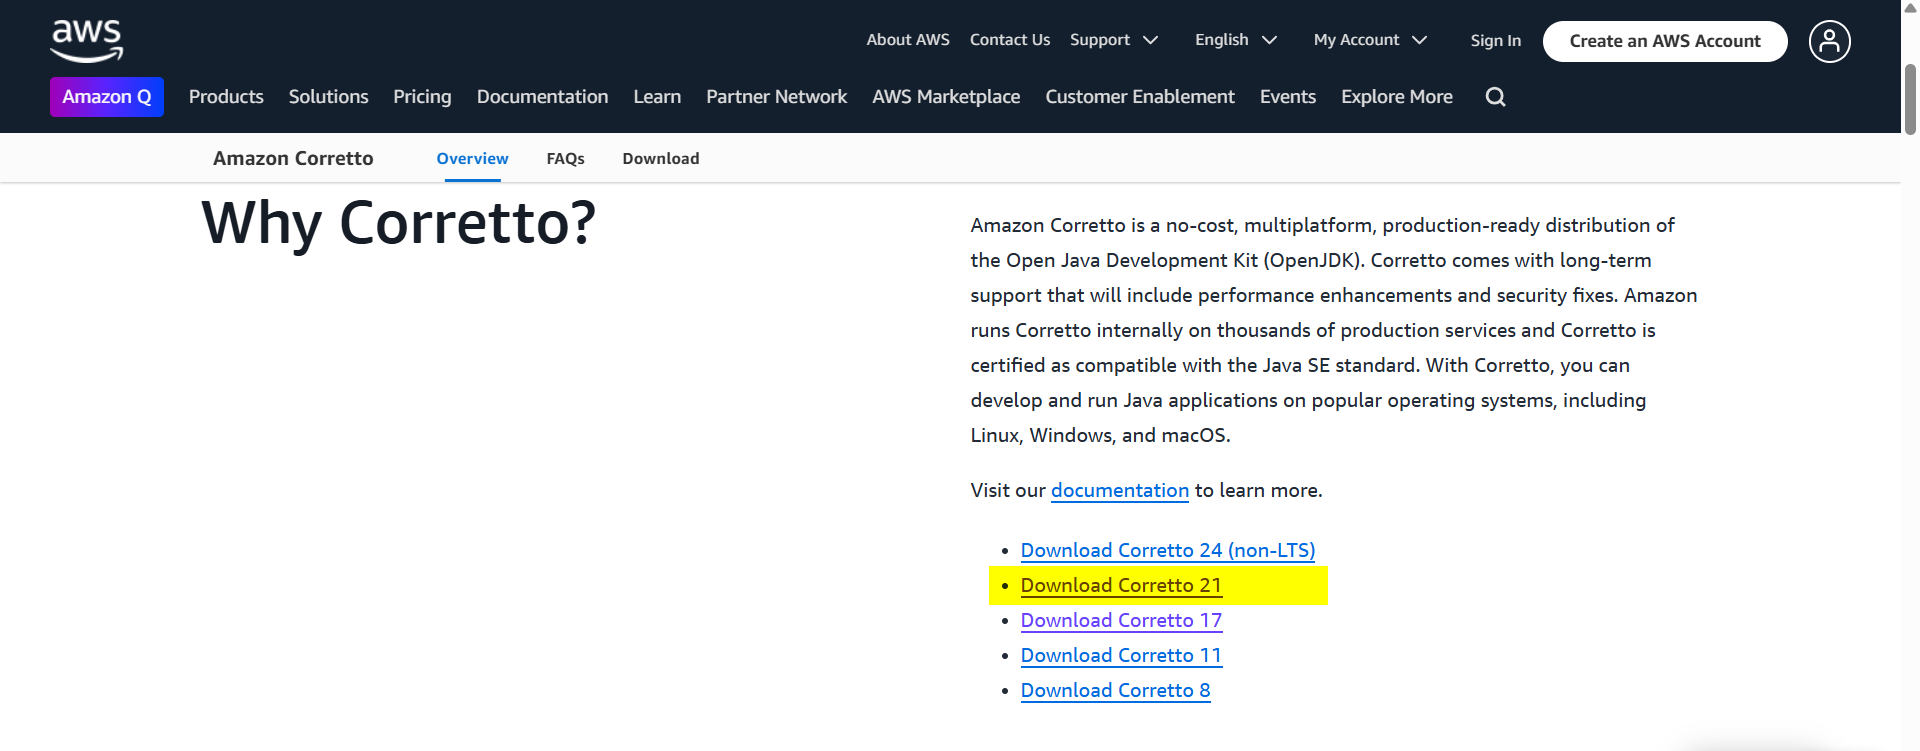 aws
About AWS Contact Us Support English My Account Sign In Create an AWS Account
Amazon Q Products Solutions Pricing Documentation Learn Partner Network AWS Marketplace Customer Enablement Events Explore More
Amazon Corretto Overview FAQs Download
Why Corretto?
Amazon Corretto is a no-cost, multiplatform, production-ready distribution of
the Open Java Development Kit (OpenJDK). Corretto comes with long-term
support that will include performance enhancements and security fixes. Amazon
runs Corretto internally on thousands of production services and Corretto is
certified as compatible with the Java SE standard. With Corretto, you can
develop and run Java applications on popular operating systems, including
Linux, Windows, and macOS.
Visit our documentation to learn more.
• Download Corretto 24 (non-LTS)
• Download Corretto 21
• Download Corretto 17
• Download Corretto 11
• Download Corretto 8